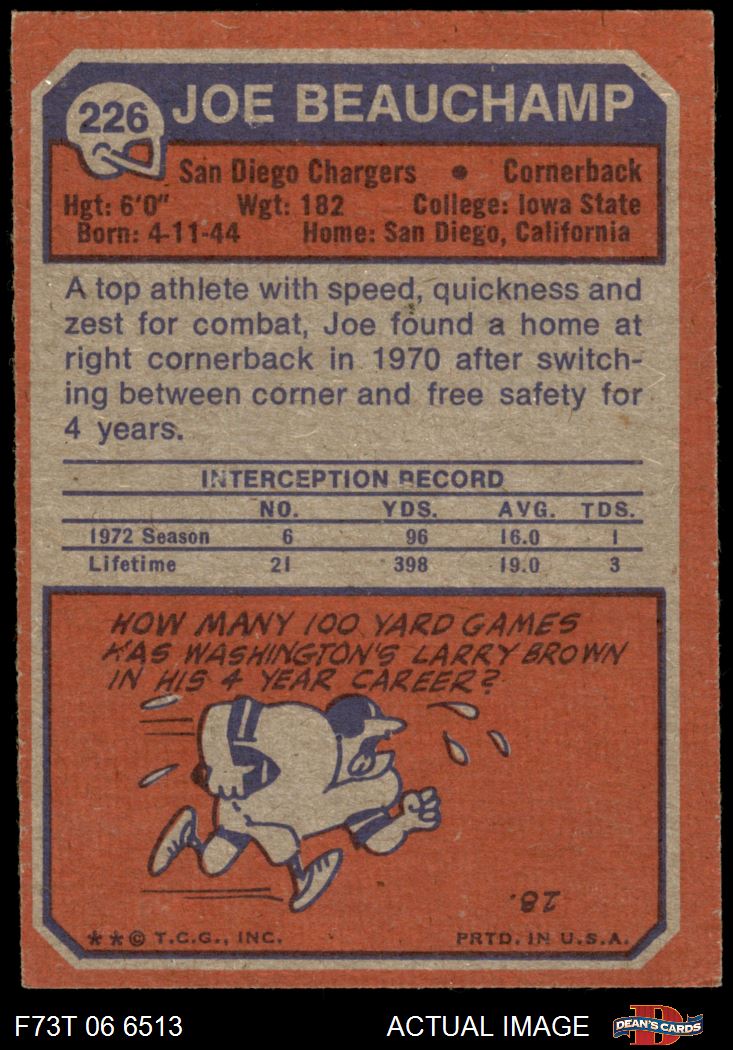 226
JOE BEAUCHAMP
San Diego Chargers • Cornerback
Hgt: 6'0" Wgt: 182 College: Iowa State
Born: 4-11-44 Home: San Diego, California
A top athlete with speed, quickness and
zest for combat, Joe found a home at
right cornerback in 1970 after switch-
ing between corner and free safety for
4 years.
INTERCEPTION RECORD
NO. YDS. AVG. TDS.
1972 Season 6 96 16.0 1
Lifetime 21 398 19.0 3
HOW MANY 100 YARD GAMES
HAS WASHINGTON'S LARRY BROWN
IN HIS 4 YEAR CAREER?
18.
**© T.C.G., INC. PRTD. IN U.S.A.
F73T 06 6513 ACTUAL IMAGE
DEAN'S CARDS